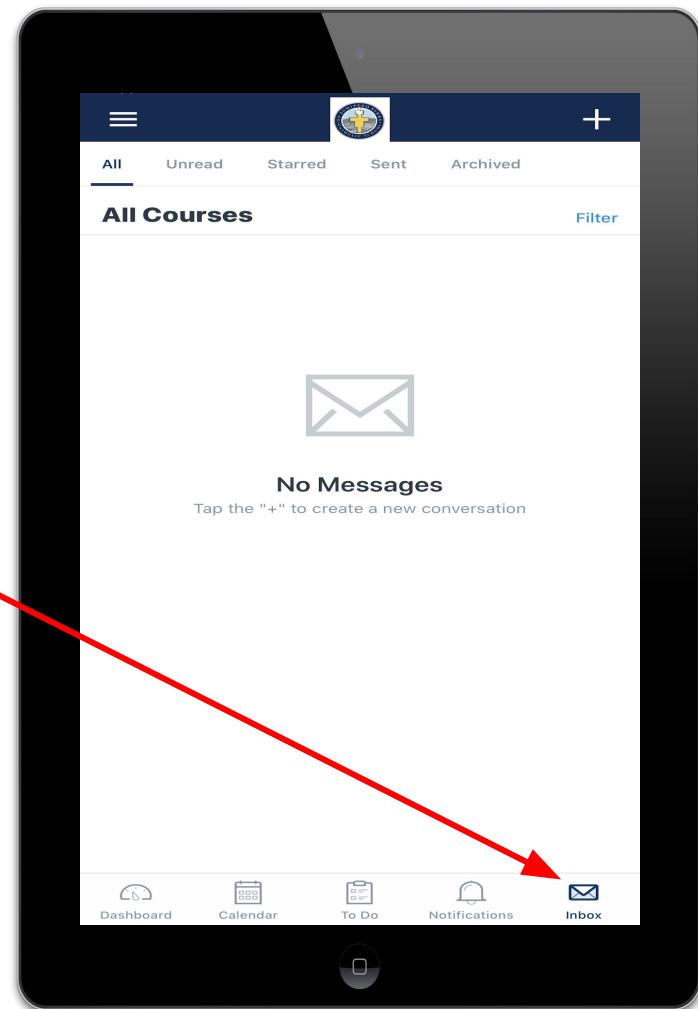 All Unread Starred Sent Archived
All Courses Filter
No Messages
Tap the "+" to create a new conversation
Dashboard Calendar To Do Notifications Inbox